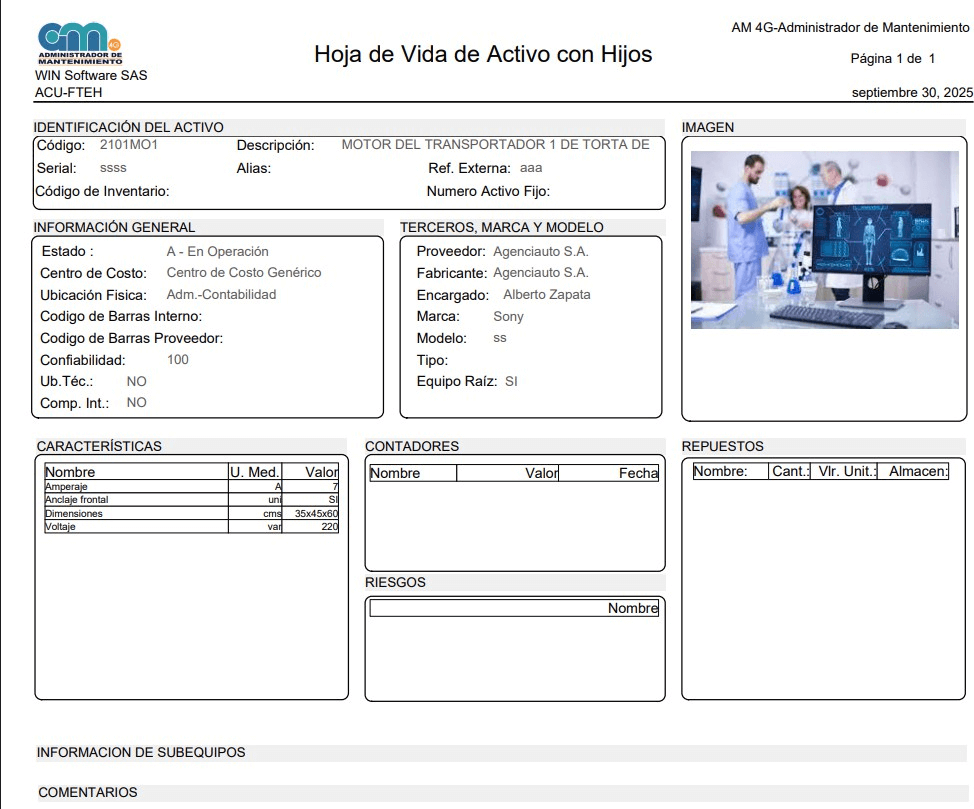 am 4G
ADMINISTRADOR DE
MANTENIMIENTO
WIN Software SAS
ACU-FTEH
Hoja de Vida de Activo con Hijos
AM 4G-Administrador de Mantenimiento
Página 1 de 1
septiembre 30, 2025
IDENTIFICACIÓN DEL ACTIVO
Código: 2101MO1 Descripción: MOTOR DEL TRANSPORTADOR 1 DE TORTA DE
Serial: ssss Alias: Ref. Externa: aaa
Código de Inventario: Numero Activo Fijo:
IMAGEN
INFORMACIÓN GENERAL
Estado : A - En Operación
Centro de Costo: Centro de Costo Genérico
Ubicación Fisica: Adm.-Contabilidad
Codigo de Barras Interno:
Codigo de Barras Proveedor:
Confiabilidad: 100
Ub.Téc.: NO
Comp. Int.: NO
TERCEROS, MARCA Y MODELO
Proveedor: Agenciauto S.A.
Fabricante: Agenciauto S.A.
Encargado: Alberto Zapata
Marca: Sony
Modelo: ss
Tipo:
Equipo Raíz: SI
CARACTERÍSTICAS
Nombre U. Med. Valor
Amperaje A 7
Anclaje frontal uni SI
Dimensiones cms 35x45x60
Voltaje var 220
CONTADORES
Nombre Valor Fecha
RIESGOS
Nombre
REPUESTOS
Nombre: Cant.: Vlr. Unit.: Almacen:
INFORMACION DE SUBEQUIPOS
COMENTARIOS